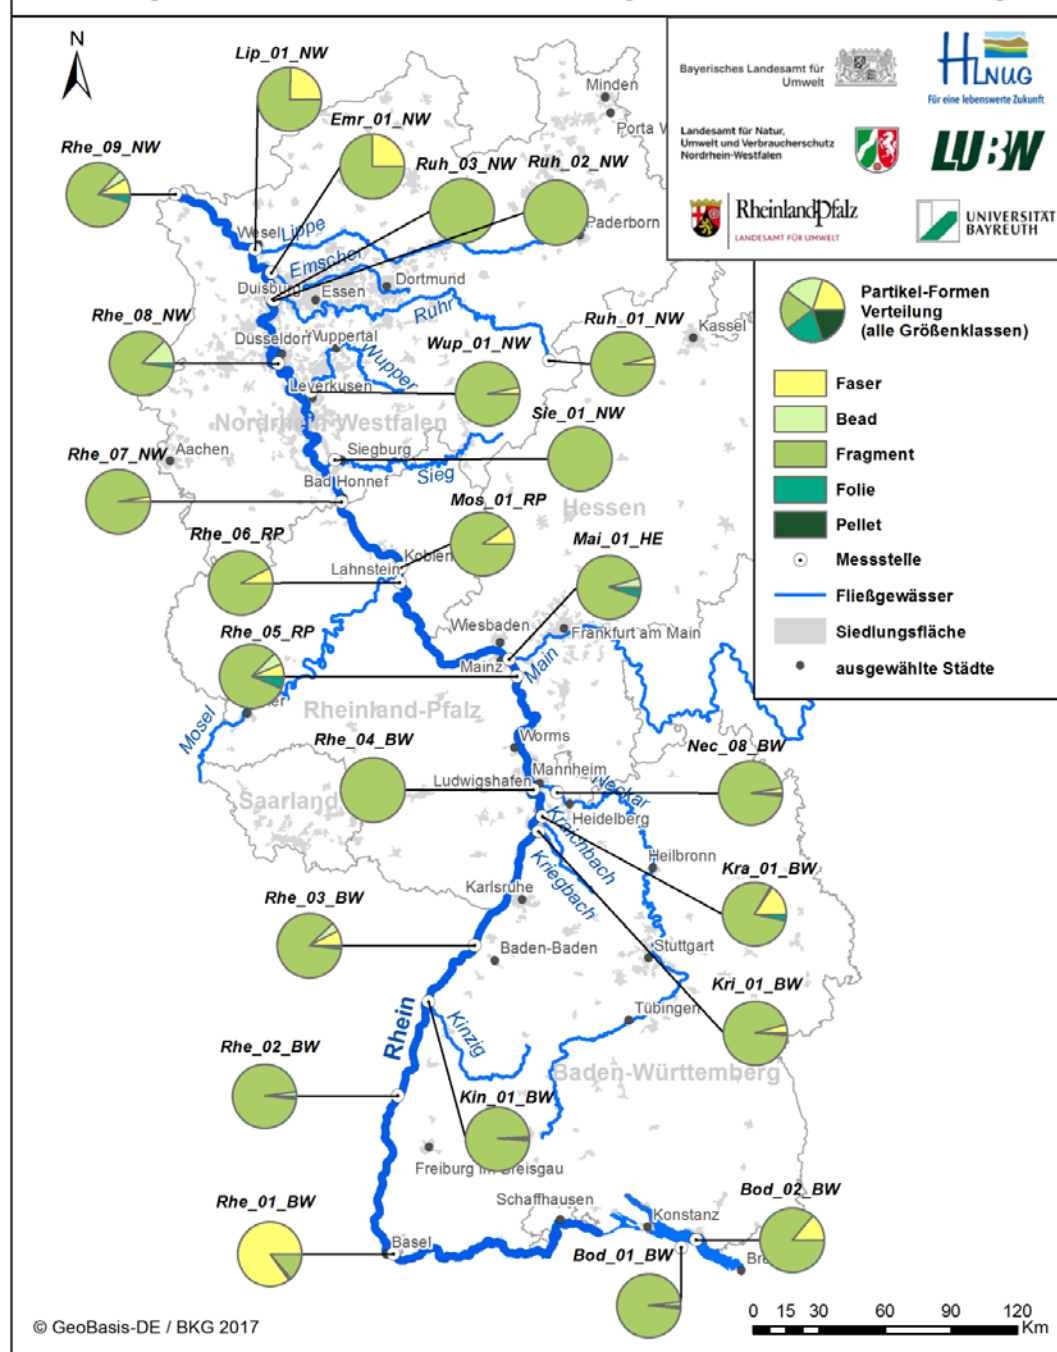 N
Lip_01_NW
Emr_01_NW
Rhe_09_NW
Ruh_03_NW
Ruh_02_NW
Minden
Porta
Bayerisches Landesamt für
Umwelt
HLNUG
Für eine lebenswerte Zukunft
Landesamt für Natur,
Umwelt und Verbraucherschutz
Nordrhein-Westfalen
LUBW
RheinlandPfalz
LANDESAMT FÜR UMWELT
UNIVERSITÄT
BAYREUTH
Wesel
Lippe
Paderborn
Emscher
Duisburg
Essen
Dortmund
Ruhr
Rhe_08_NW
Düsseldorf
Wuppertal
Wupper
Wup_01_NW
Ruh_01_NW
Kassel
Leverkusen
Nordrhein-Westfalen
Sie_01_NW
Rhe_07_NW
Aachen
Siegburg
Sieg
Bad Honnef
Mos_01_RP
Hessen
Rhe_06_RP
Koblen
Lahnstein
Mai_01_HE
Rhe_05_RP
Wiesbaden
Frankfurt am Main
Mainz
Main
Mosel
Rheinland-Pfalz
Partikel-Formen
Verteilung
(alle Größenklassen)
Faser
Bead
Fragment
Folie
Pellet
Messstelle
Fließgewässer
Siedlungsfläche
ausgewählte Städte
Rhe_04_BW
Worms
Nec_08_BW
Mannheim
Ludwigshafen
Neckar
Saarland
Heidelberg
Kraichbach
Kriegbach
Heilbronn
Kra_01_BW
Rhe_03_BW
Karlsruhe
Baden-Baden
Stuttgart
Kri_01_BW
Tübingen
Rhein
Kinzig
Rhe_02_BW
Baden-Württemberg
Kin_01_BW
Freiburg im Breisgau
Rhe_01_BW
Schaffhausen
Bod_02_BW
Konstanz
Basel
Bod_01_BW
Bre
© GeoBasis-DE / BKG 2017
0 15 30 60 90 120
Km